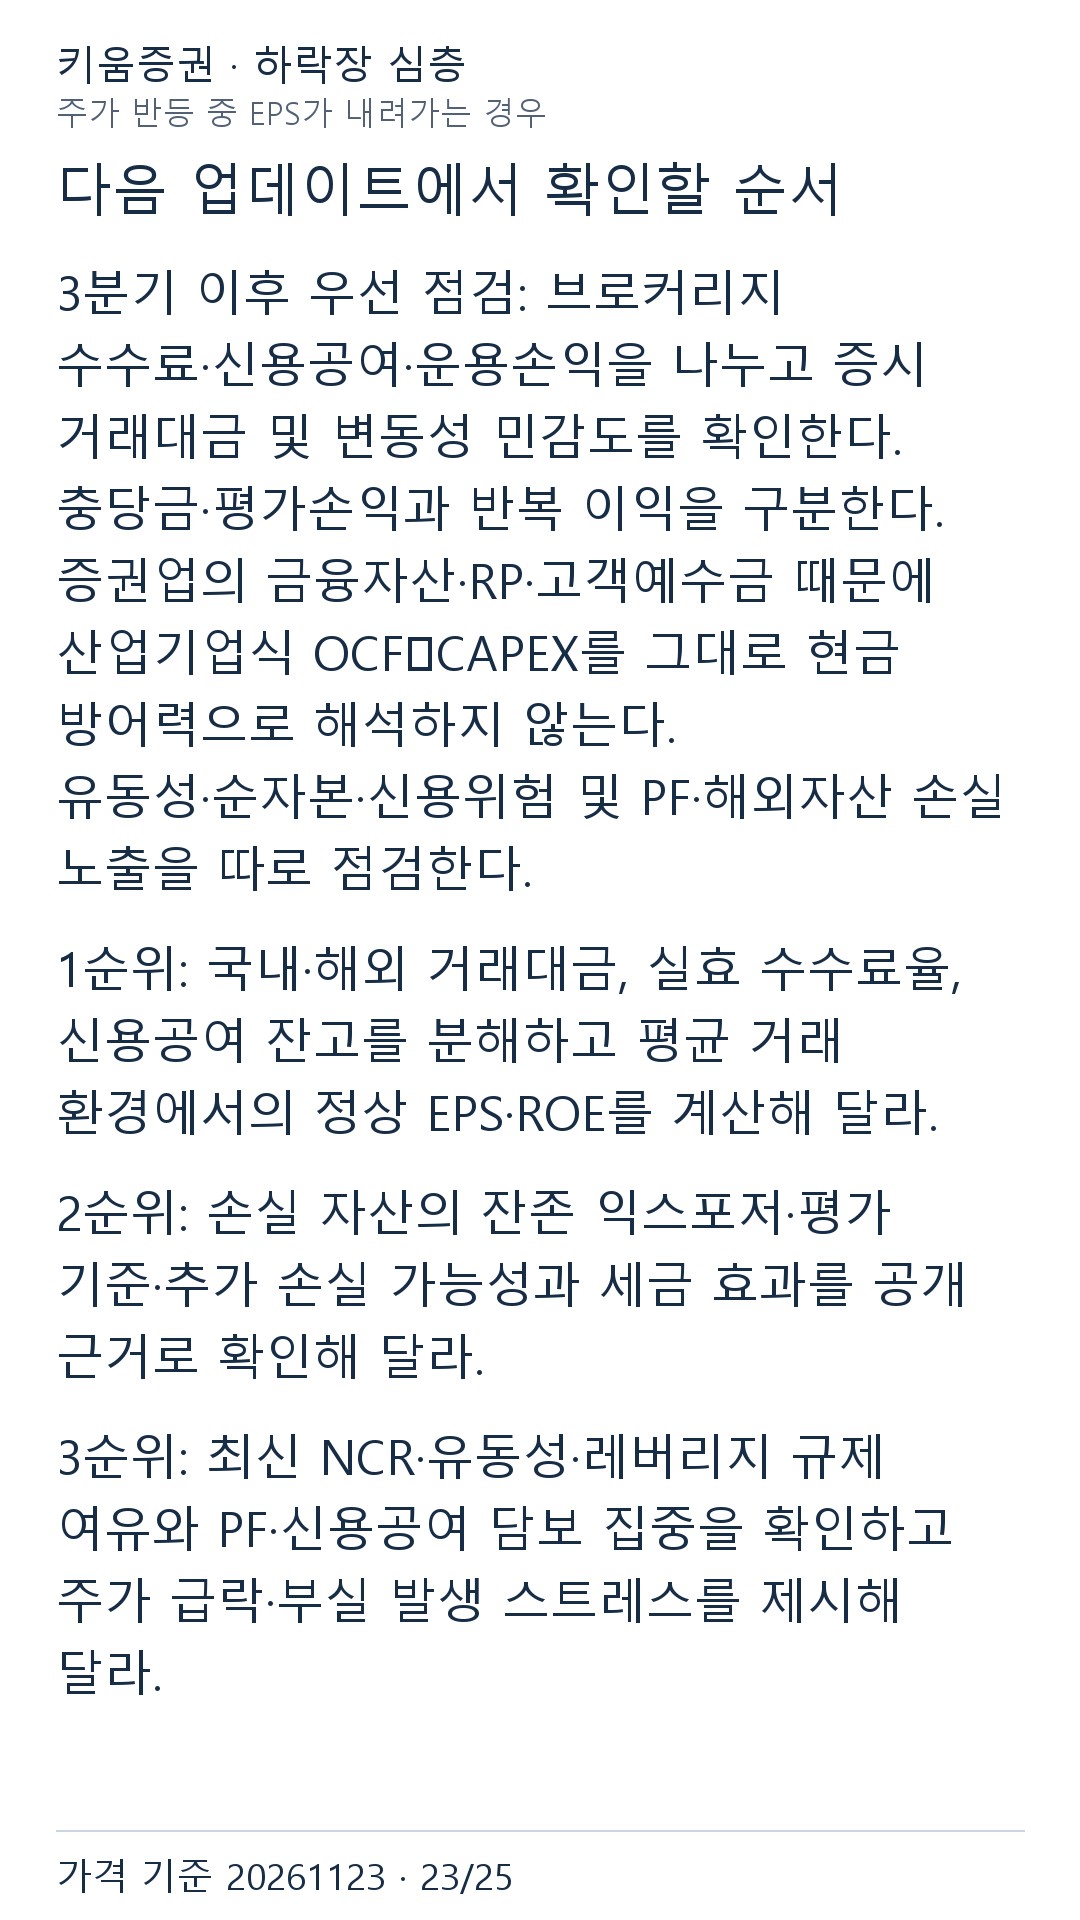 키움증권 · 하락장 심층
주가 반등 중 EPS가 내려가는 경우
다음 업데이트에서 확인할 순서
3분기 이후 우선 점검: 브로커리지
수수료·신용공여·운용손익을 나누고 증시
거래대금 및 변동성 민감도를 확인한다.
충당금·평가손익과 반복 이익을 구분한다.
증권업의 금융자산·RP·고객예수금 때문에
산업기업식 OCF□CAPEX를 그대로 현금
방어력으로 해석하지 않는다.
유동성·순자본·신용위험 및 PF·해외자산 손실
노출을 따로 점검한다.
1순위: 국내·해외 거래대금, 실효 수수료율,
신용공여 잔고를 분해하고 평균 거래
환경에서의 정상 EPS·ROE를 계산해 달라.
2순위: 손실 자산의 잔존 익스포저·평가
기준·추가 손실 가능성과 세금 효과를 공개
근거로 확인해 달라.
3순위: 최신 NCR·유동성·레버리지 규제
여유와 PF·신용공여 담보 집중을 확인하고
주가 급락·부실 발생 스트레스를 제시해
달라.
가격 기준 20261123 · 23/25